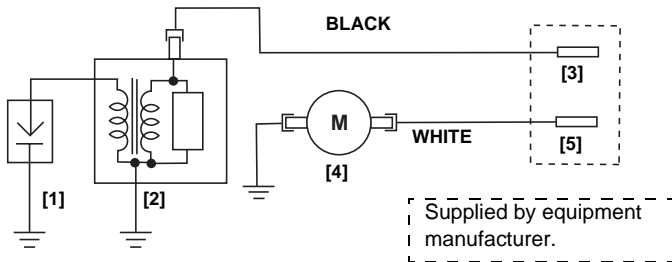 BLACK
[3]
M
WHITE
[5]
[4]
[1]
[2]
Supplied by equipment
manufacturer.